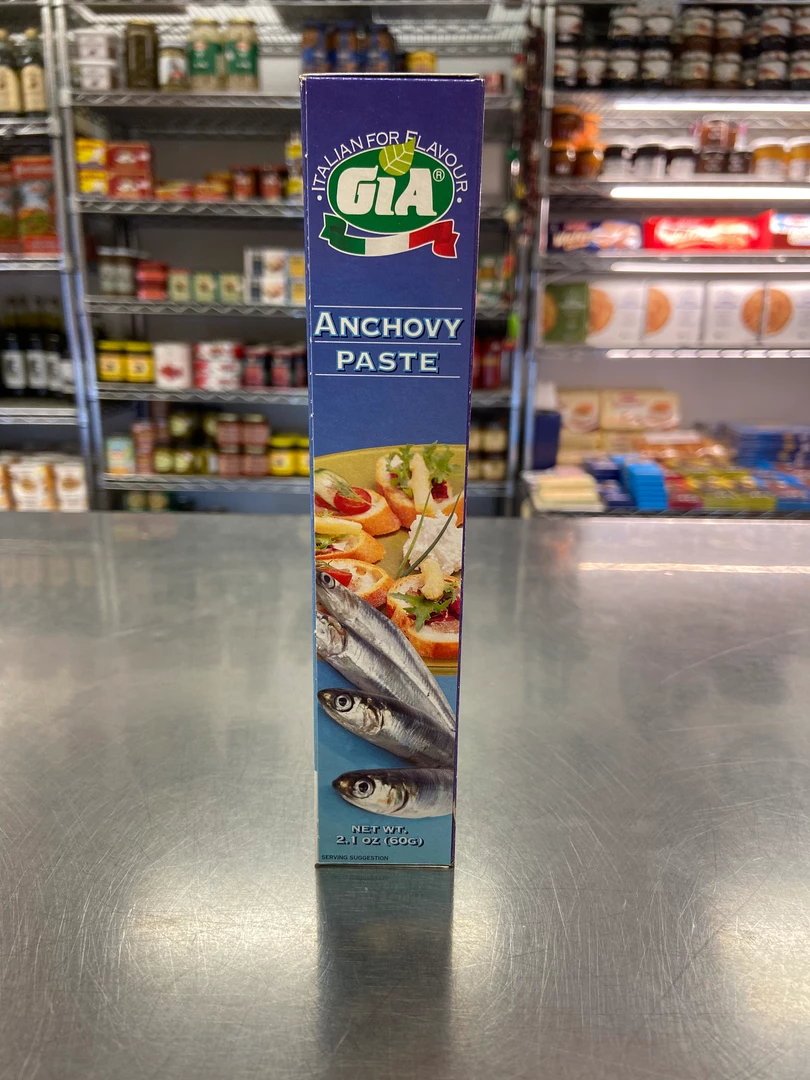 • ITALIAN FOR FLAVOUR •
GIA®
ANCHOVY
PASTE
NET WT.
2.1 OZ (60G)
SERVING SUGGESTION